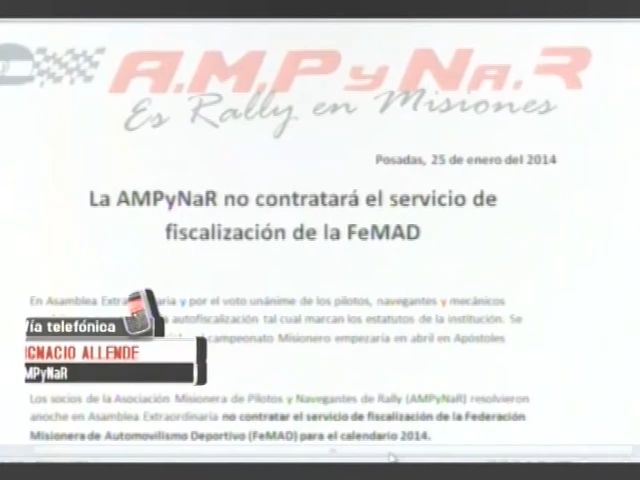 A.M.P y Na.R
Es Rally en Misiones
Posadas, 25 de enero del 2014
La AMPyNaR no contratará el servicio de
fiscalización de la FeMAD
En Asamblea Extraordinaria y por el voto unánime de los pilotos, navegantes y mecánicos
autofiscalización tal cual marcan los estatutos de la institución. Se
campeonato Misionero empezaría en abril en Apóstoles
Vía telefónica
IGNACIO ALLENDE
AMPyNaR
Los socios de la Asociación Misionera de Pilotos y Navegantes de Rally (AMPyNaR) resolvieron
anoche en Asamblea Extraordinaria no contratar el servicio de fiscalización de la Federación
Misionera de Automovilismo Deportivo (FeMAD) para el calendario 2014.